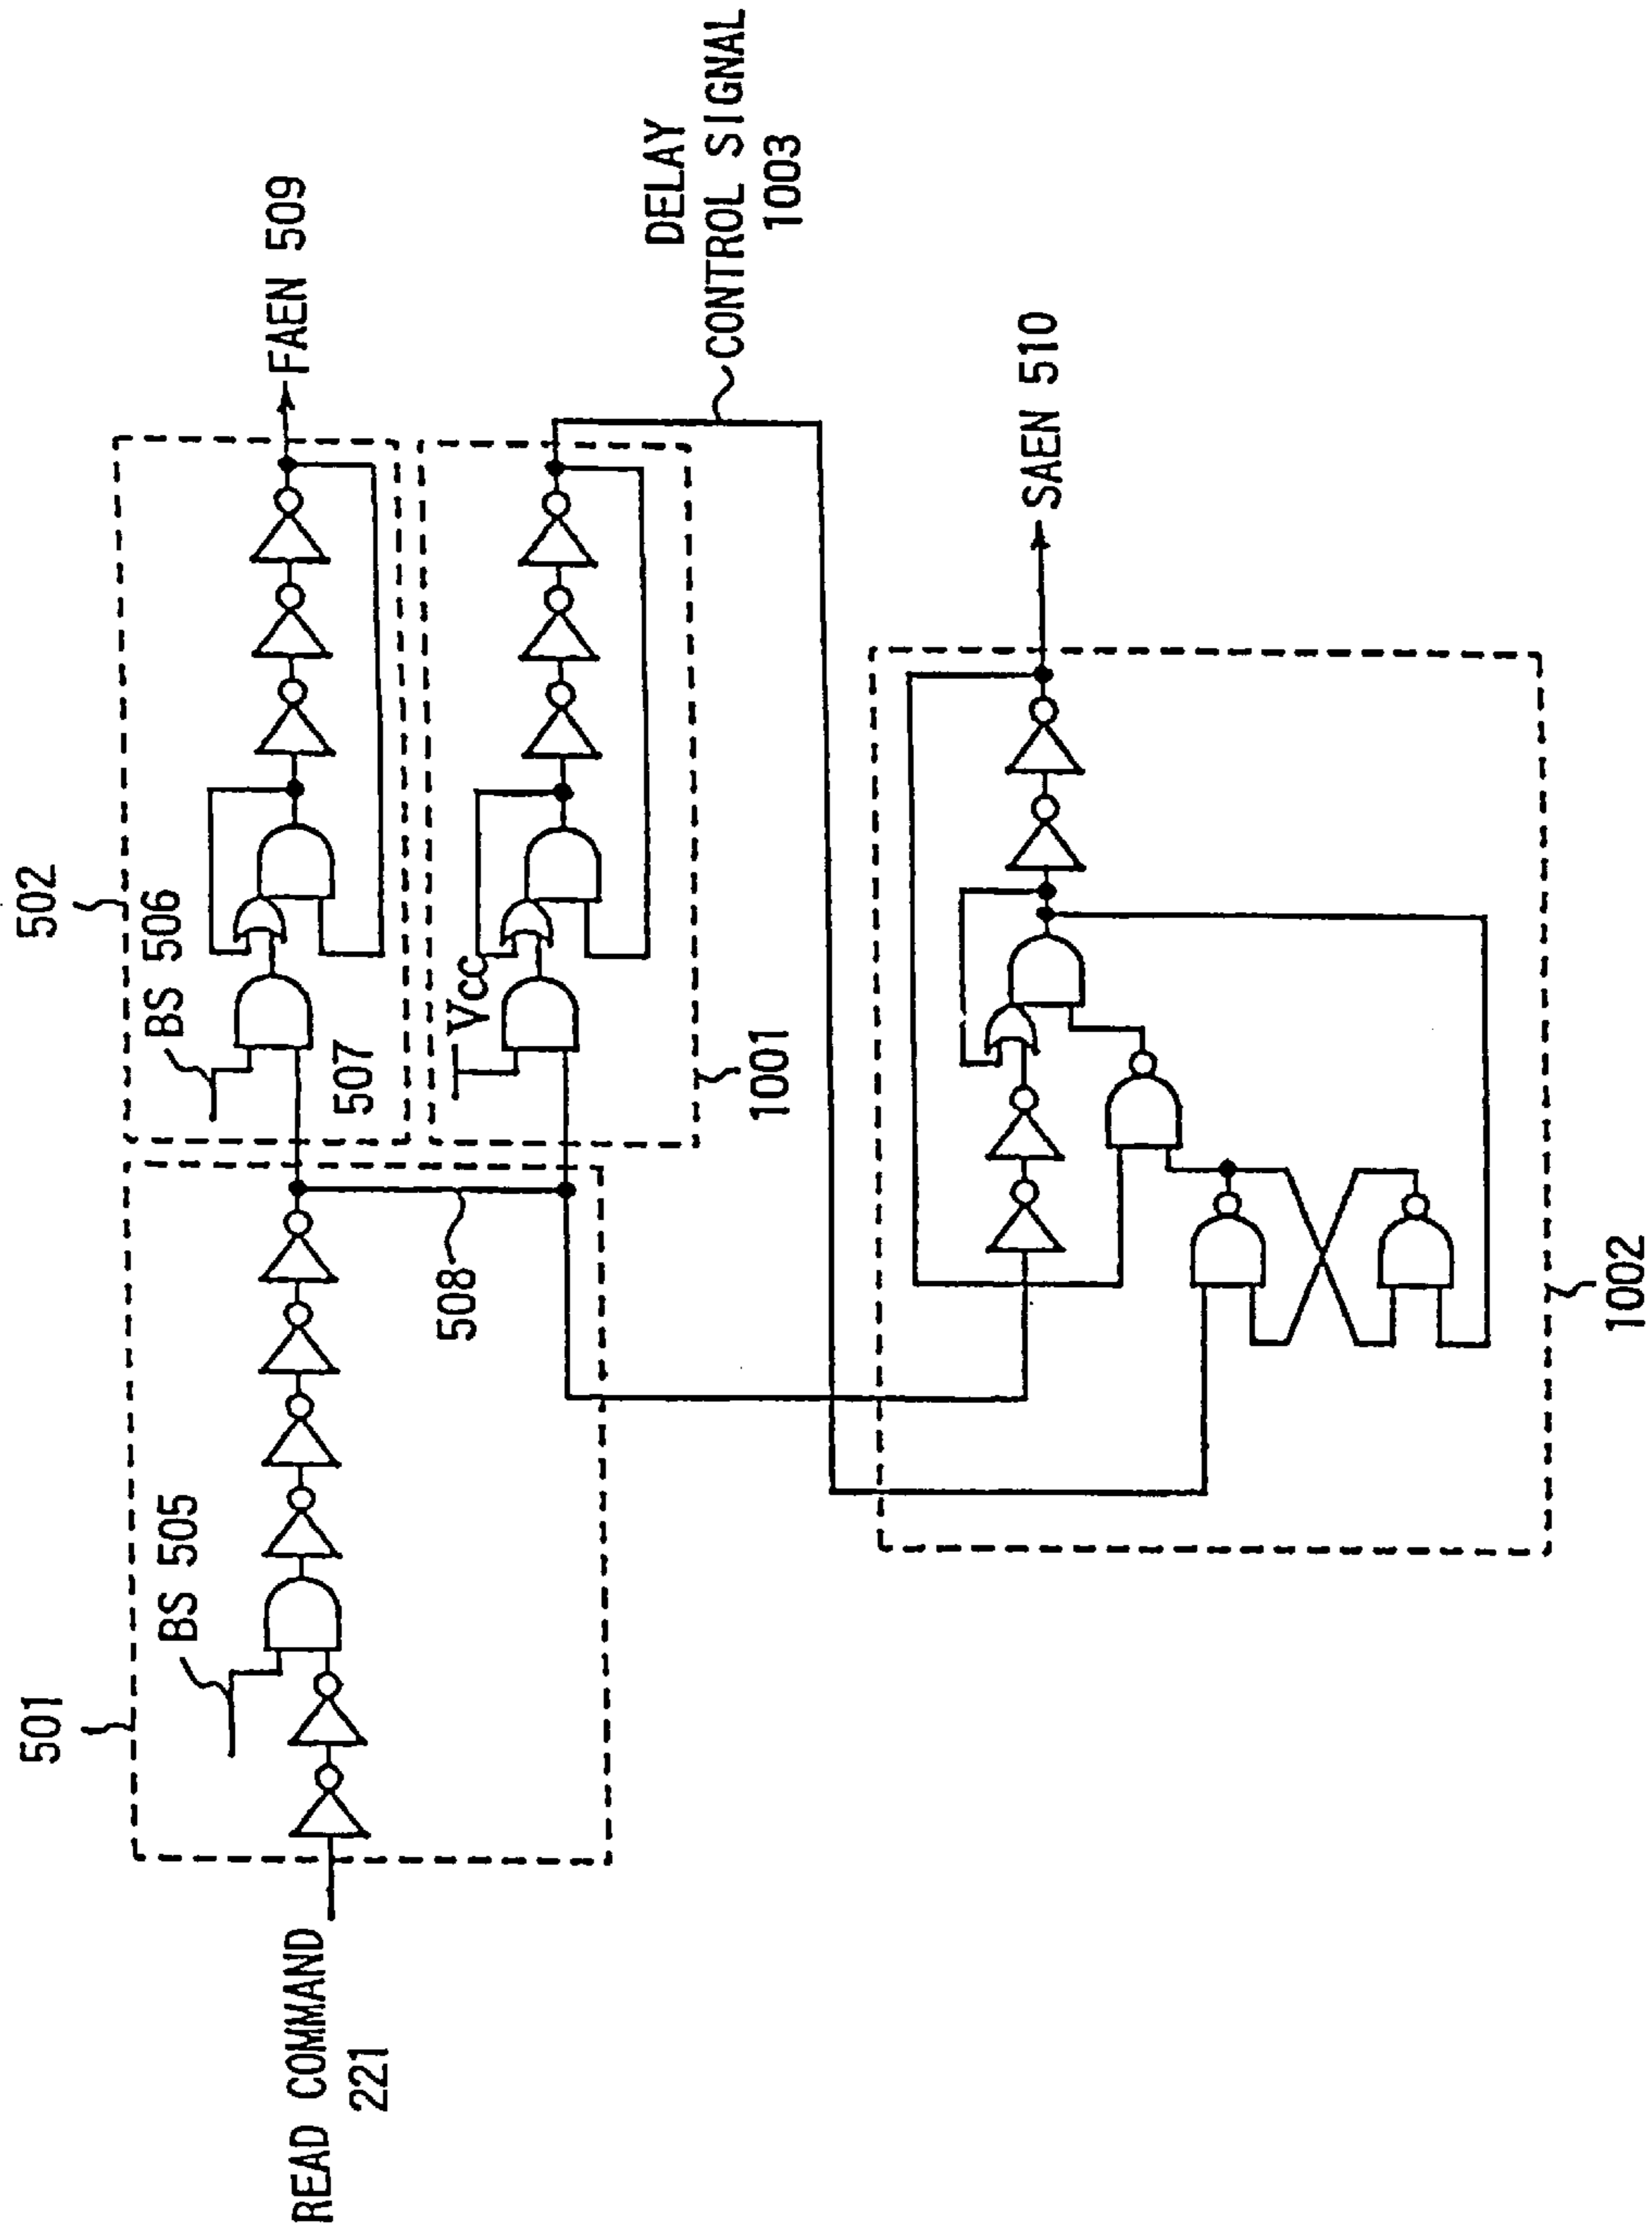 READ COMMAND
221
501
BS 505
508
502
BS 506
507
FAEN 509
Vcc
1001
DELAY
CONTROL SIGNAL
1003
SAEN 510
1002